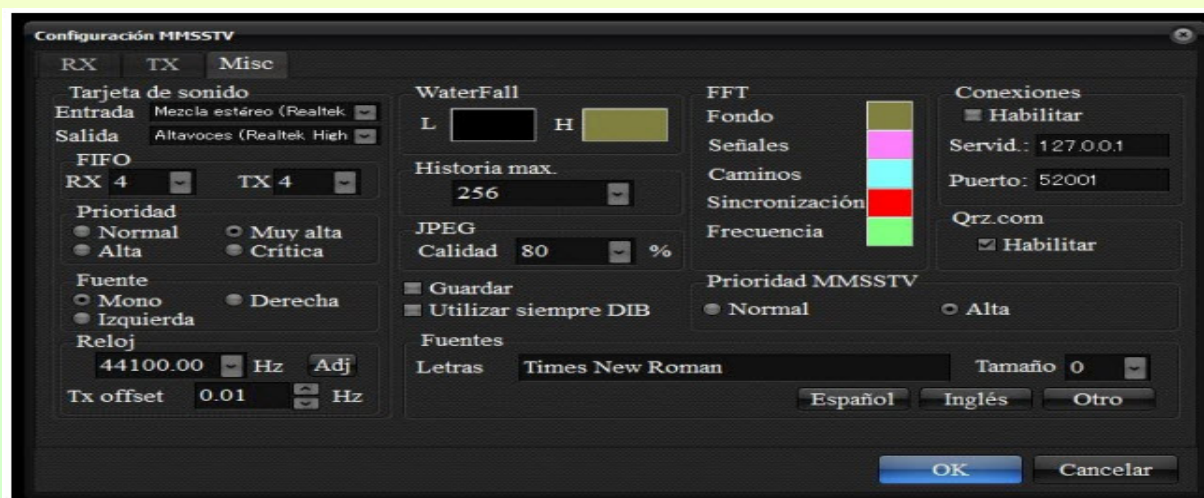 Configuración MMSSTV
RX TX Misc
Tarjeta de sonido
Entrada Mezcla estéreo (Realtek
Salida Altavoces (Realtek High
FIFO
RX 4 TX 4
Prioridad
Normal Muy alta
Alta Crítica
Fuente
Mono Derecha
Izquierda
Reloj
44100.00 Hz Adj
Tx offset 0.01 Hz
WaterFall
L H
Historia max.
256
JPEG
Calidad 80 %
Guardar
Utilizar siempre DIB
FFT
Fondo
Señales
Caminos
Sincronización
Frecuencia
Conexiones
Habilitar
Servid.: 127.0.0.1
Puerto: 52001
Qrz.com
Habilitar
Prioridad MMSSTV
Normal Alta
Fuentes
Letras Times New Roman Tamaño 0
Español Inglés Otro
OK Cancelar